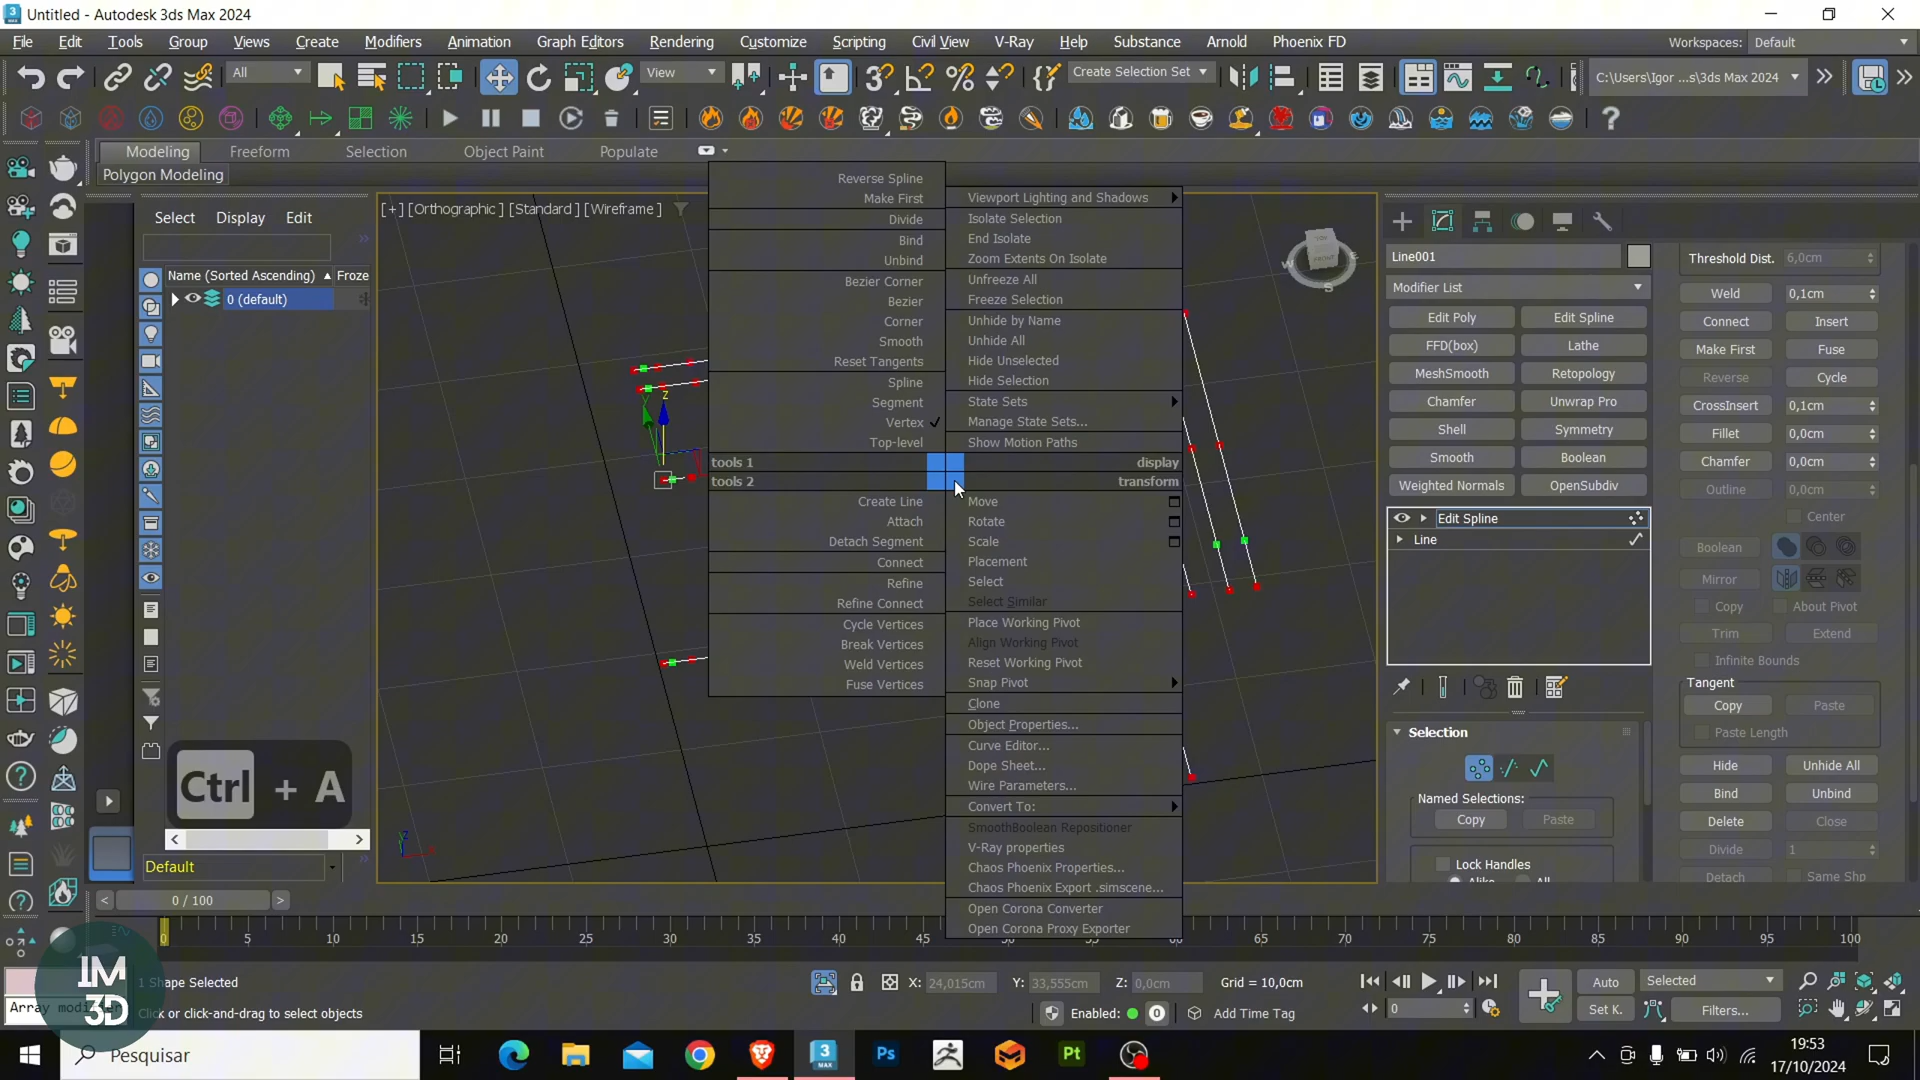 Untitled - Autodesk 3ds Max 2024
File Edit Tools Group Views Create Modifiers Animation Graph Editors Rendering Customize Scripting Civil View V-Ray Help Substance Arnold Phoenix FD
Workspaces: Default
All
View
Create Selection Set
C:\Users\Igor ...s\3ds Max 2024
Modeling Freeform Selection Object Paint Populate
Polygon Modeling
Select Display Edit
Name (Sorted Ascending) Froze
0 (default)
[+] [Orthographic ] [Standard ] [Wireframe ]
Reverse Spline
Make First
Divide
Bind
Unbind
Bezier Corner
Bezier
Corner
Smooth
Reset Tangents
Spline
Segment
Vertex
Top-level
tools 1
tools 2
Create Line
Attach
Detach Segment
Connect
Refine
Refine Connect
Cycle Vertices
Break Vertices
Weld Vertices
Fuse Vertices
Viewport Lighting and Shadows
Isolate Selection
End Isolate
Zoom Extents On Isolate
Unfreeze All
Freeze Selection
Unhide by Name
Unhide All
Hide Unselected
Hide Selection
State Sets
Manage State Sets...
Show Motion Paths
display
transform
Move
Rotate
Scale
Placement
Select
Select Similar
Place Working Pivot
Align Working Pivot
Reset Working Pivot
Snap Pivot
Clone
Object Properties...
Curve Editor...
Dope Sheet...
Wire Parameters...
Convert To:
SmoothBoolean Repositioner
V-Ray properties
Chaos Phoenix Properties...
Chaos Phoenix Export .simscene...
Open Corona Converter
Open Corona Proxy Exporter
Line001
Modifier List
Edit Poly Edit Spline
FFD(box) Lathe
MeshSmooth Retopology
Chamfer Unwrap Pro
Shell Symmetry
Smooth Boolean
Weighted Normals OpenSubdiv
Edit Spline
Line
Selection
Named Selections:
Copy Paste
Lock Handles
Alike All
Threshold Dist. 6,0cm
Weld 0,1cm
Connect Insert
Make First Fuse
Reverse Cycle
CrossInsert 0,1cm
Fillet 0,0cm
Chamfer 0,0cm
Outline 0,0cm
Center
Boolean
Mirror
Copy About Pivot
Trim Extend
Infinite Bounds
Tangent
Copy Paste
Paste Length
Hide Unhide All
Bind Unbind
Delete Close
Divide 1
Detach Same Shp
Ctrl + A
Default
0 / 100
0 5 10 15 20 25 30 35 40 45 50 55 60 65 70 75 80 85 90 95 100
IM
3D
1 Shape Selected
Click or click-and-drag to select objects
X: 24,015cm Y: 33,555cm Z: 0,0cm Grid = 10,0cm
Enabled: 0 Add Time Tag
0
Auto Selected
Set K. Filters...
Pesquisar
3
MAX
Ps
Pt
19:53
17/10/2024